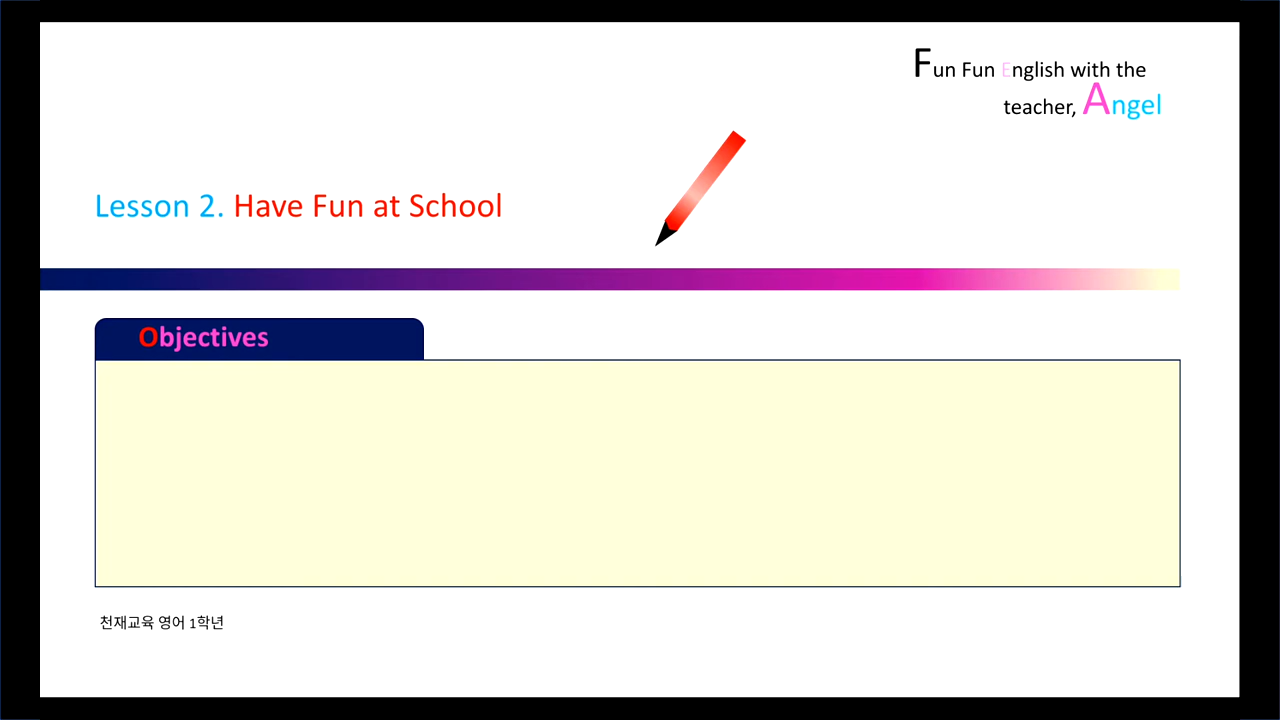 Fun Fun English with the
teacher, Angel
Lesson 2. Have Fun at School
Objectives
천재교육 영어 1학년